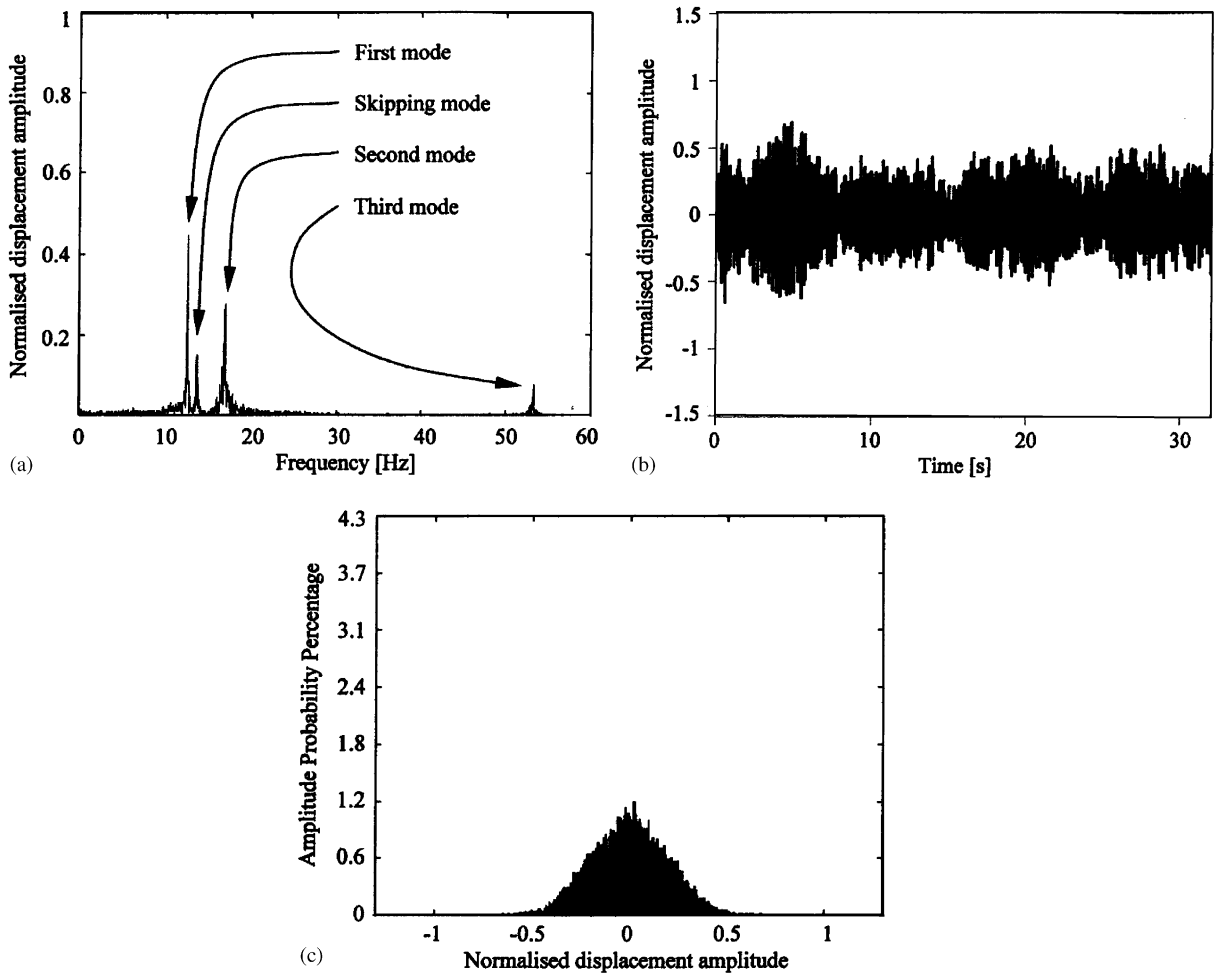 1
0.8
0.6
0.4
0.2
0 10 20 30 40 50 60
Normalised displacement amplitude
Frequency [Hz]
First mode
Skipping mode
Second mode
Third mode
(a)
1.5
1
0.5
0
-0.5
-1
-1.5
0 10 20 30
Normalised displacement amplitude
Time [s]
(b)
4.3
3.7
3.1
2.4
1.8
1.2
0.6
0
-1 -0.5 0 0.5 1
Amplitude Probability Percentage
Normalised displacement amplitude
(c)